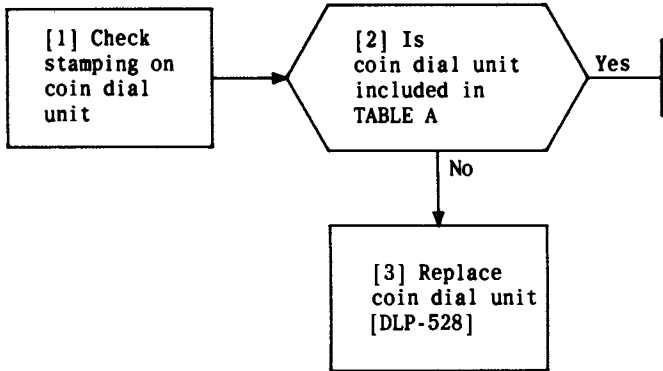 [1] Check
stamping on
coin dial
unit
[2] Is
coin dial unit
included in
TABLE A
Yes
No
[3] Replace
coin dial unit
[DLP-528]